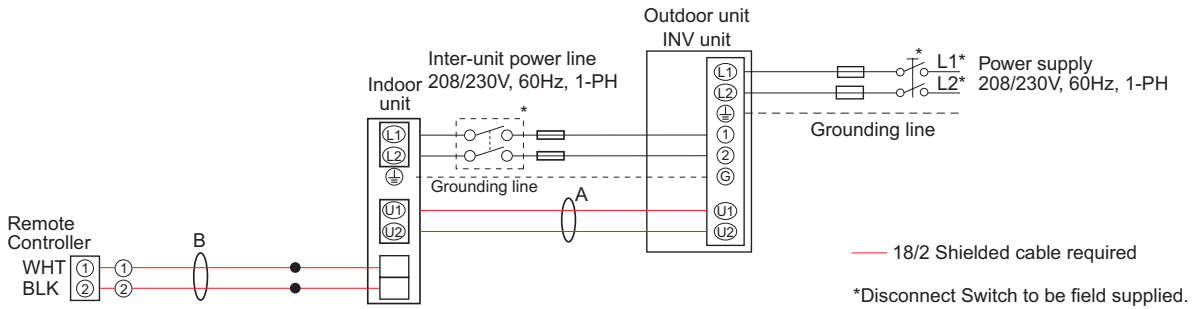 Outdoor unit
INV unit
Inter-unit power line
208/230V, 60Hz, 1-PH
*
Indoor
unit
L1
L2
U1
U2
L1
L2
1
2
G
U1
U2
*
L1*
L2*
Power supply
208/230V, 60Hz, 1-PH
Grounding line
Grounding line
A
Remote
Controller
B
WHT 1 1
BLK 2 2
18/2 Shielded cable required
*Disconnect Switch to be field supplied.